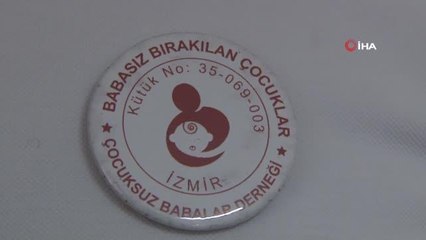 İHA
BABASIZ BIRAKILAN ÇOCUKLAR
Kütük No: 35-069-003
İZMİR
ÇOCUKSUZ BABALAR DERNEĞİ